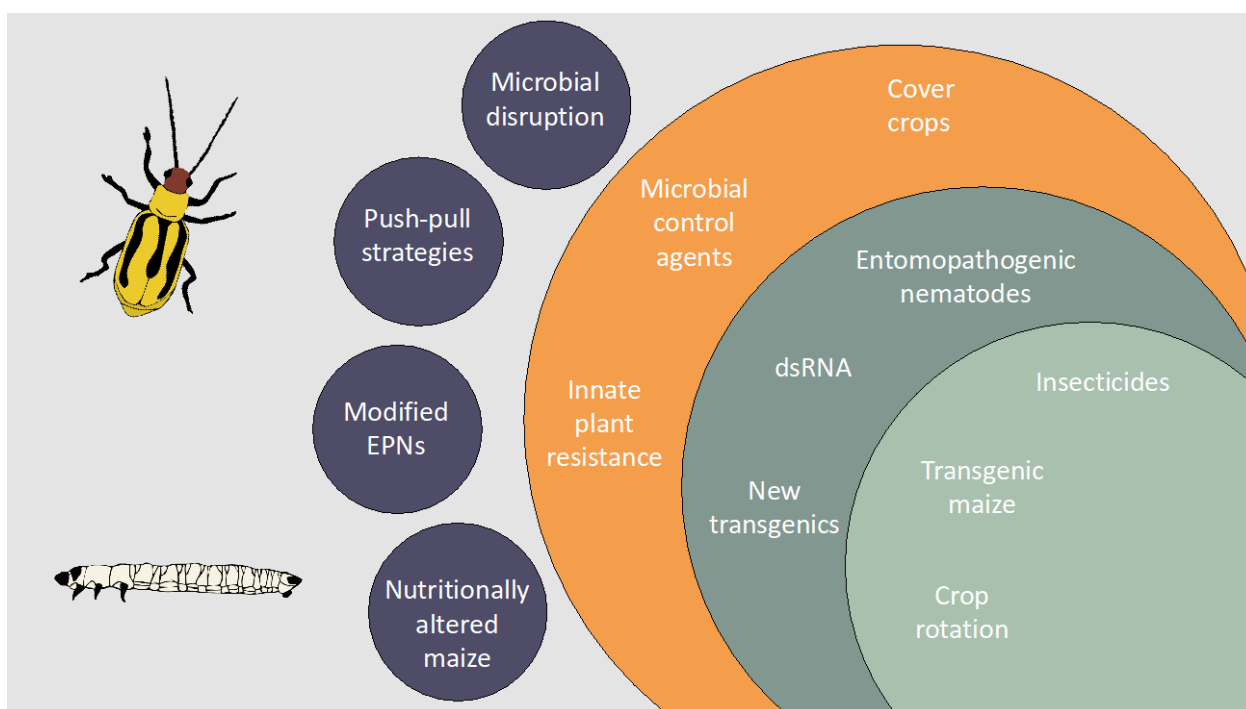 Microbial
disruption
Push-pull
strategies
Modified
EPNs
Nutritionally
altered
maize
Cover
crops
Microbial
control
agents
Innate
plant
resistance
Entomopathogenic
nematodes
dsRNA
New
transgenics
Insecticides
Transgenic
maize
Crop
rotation